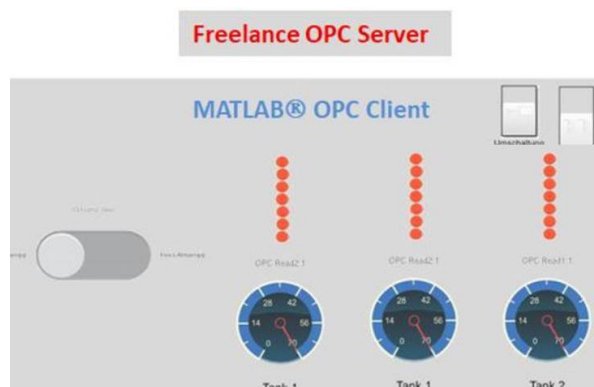 Freelance OPC Server
MATLAB® OPC Client
Umschaltung
OPC Read2 1
OPC Read2 1
OPC Read1 1
14 28 42 56 0 70
14 28 42 56 0 70
14 28 42 56 0 70
Tank 1
Tank 1
Tank 2